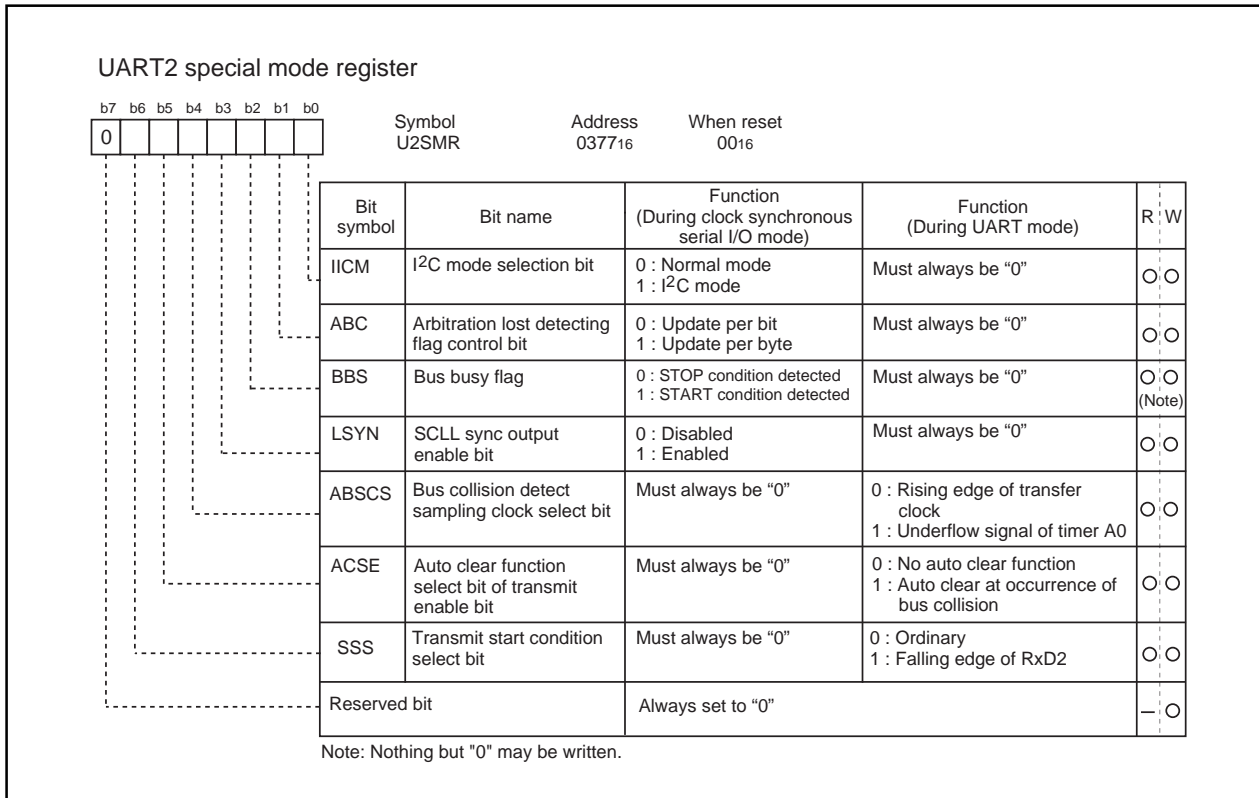 UART2 special mode register
b7 b6 b5 b4 b3 b2 b1 b0
0
Symbol Address When reset
U2SMR 037716 0016
Bit symbol Bit name Function (During clock synchronous serial I/O mode) Function (During UART mode) R W
IICM I2C mode selection bit 0 : Normal mode Must always be “0”
1 : I2C mode
ABC Arbitration lost detecting 0 : Update per bit Must always be “0”
flag control bit 1 : Update per byte
BBS Bus busy flag 0 : STOP condition detected Must always be “0”
1 : START condition detected (Note)
LSYN SCLL sync output 0 : Disabled Must always be “0”
enable bit 1 : Enabled
ABSCS Bus collision detect Must always be “0” 0 : Rising edge of transfer
sampling clock select bit clock
1 : Underflow signal of timer A0
ACSE Auto clear function Must always be “0” 0 : No auto clear function
select bit of transmit 1 : Auto clear at occurrence of
enable bit bus collision
SSS Transmit start condition Must always be “0” 0 : Ordinary
select bit 1 : Falling edge of RxD2
Reserved bit Always set to “0” –
Note: Nothing but "0" may be written.